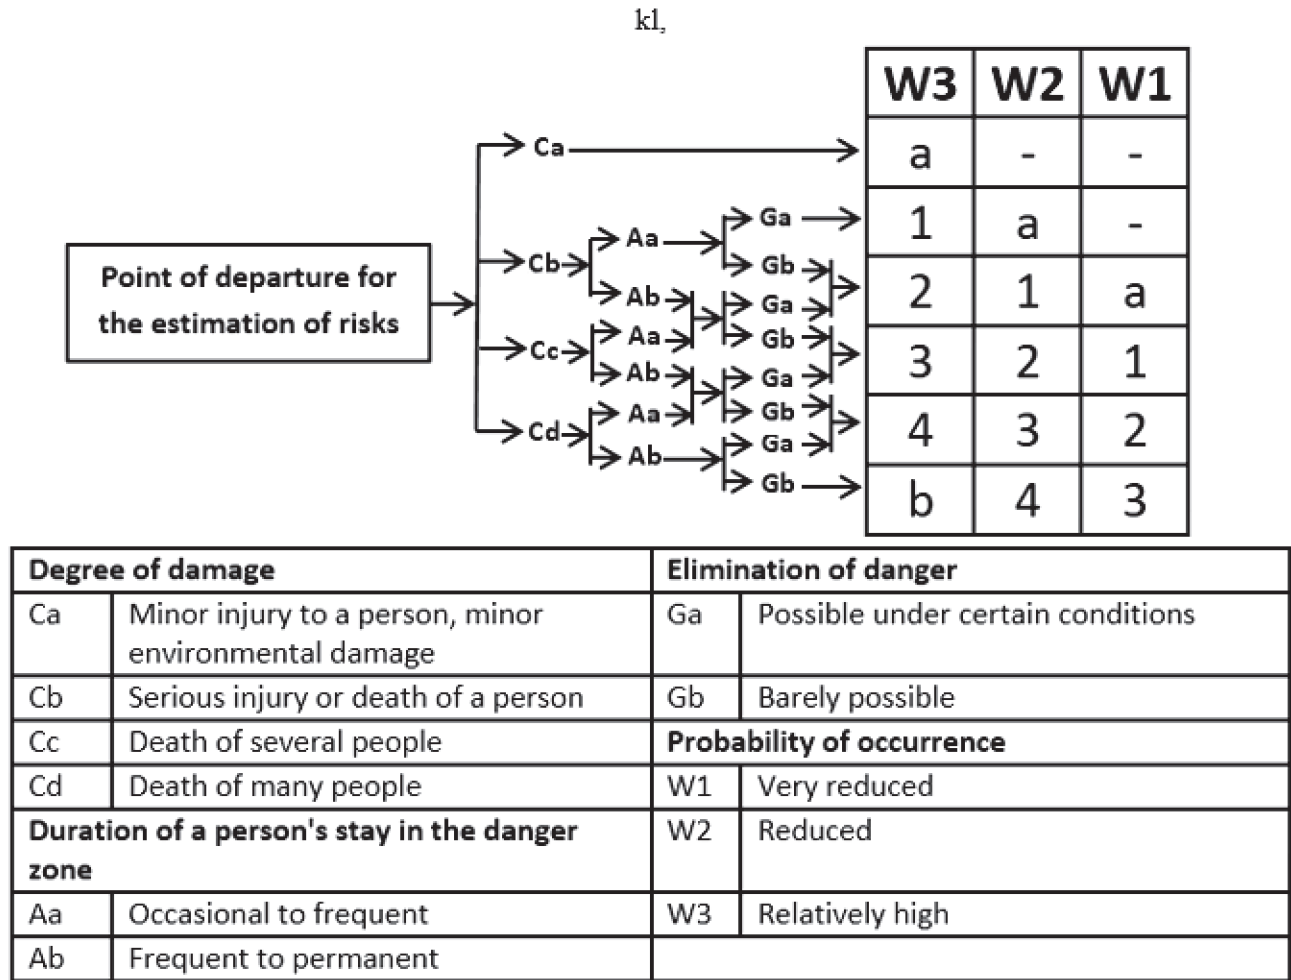 kl,
W3 W2 W1
Ca
a - -
Ga
1 a -
Aa
Cb
Gb
Point of departure for
the estimation of risks
Ab
Ga
2 1 a
Aa
Gb
Cc
3 2 1
Ab
Ga
Aa
Gb
Cd
4 3 2
Ga
Ab
Gb
b 4 3
Degree of damage
Elimination of danger
Ca Minor injury to a person, minor
environmental damage
Ga Possible under certain conditions
Cb Serious injury or death of a person
Gb Barely possible
Cc Death of several people
Probability of occurrence
Cd Death of many people
W1 Very reduced
Duration of a person's stay in the danger
zone
W2 Reduced
Aa Occasional to frequent
W3 Relatively high
Ab Frequent to permanent